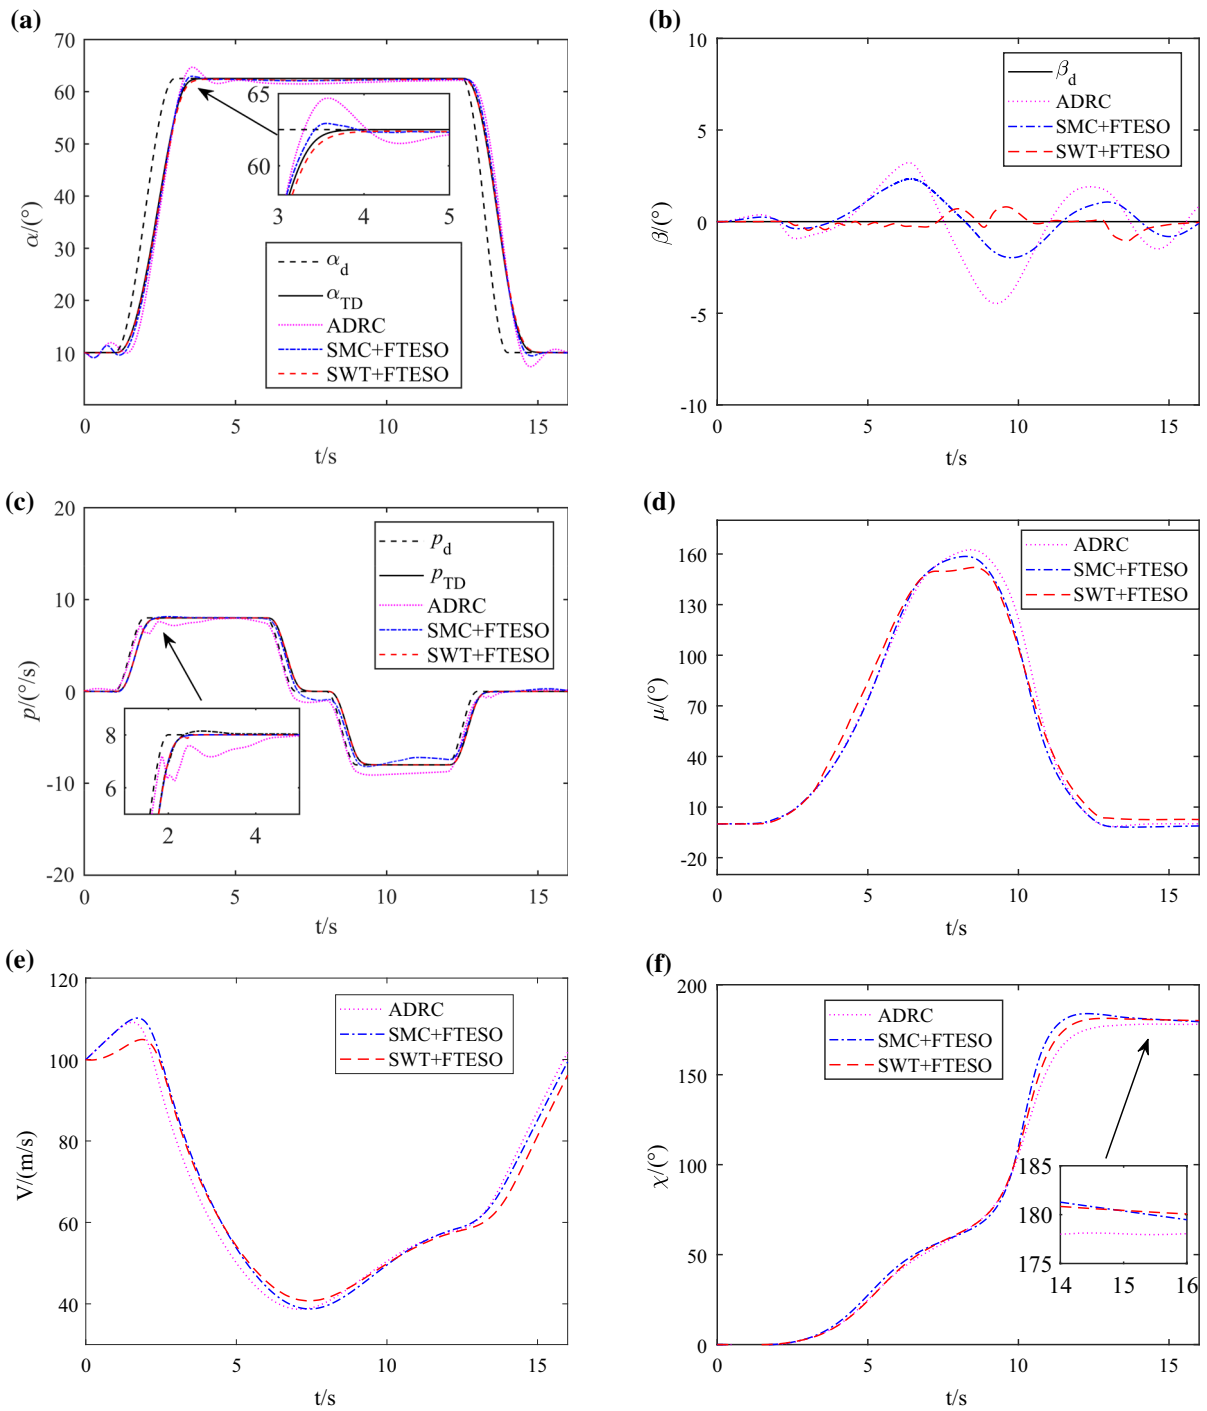 (a)
70
60
50
40
30
20
10
0
5
10
15
α/(°)
t/s
65
60
3
4
5
αd
αTD
ADRC
SMC+FTESO
SWT+FTESO
(b)
10
5
0
-5
-10
0
5
10
15
β/(°)
t/s
βd
ADRC
SMC+FTESO
SWT+FTESO
(c)
20
10
0
-10
-20
0
5
10
15
p/(°/s)
t/s
pd
pTD
ADRC
SMC+FTESO
SWT+FTESO
8
6
2
4
(d)
160
130
100
70
40
10
-20
0
5
10
15
μ/(°)
t/s
ADRC
SMC+FTESO
SWT+FTESO
(e)
120
100
80
60
40
0
5
10
15
V/(m/s)
t/s
ADRC
SMC+FTESO
SWT+FTESO
(f)
200
150
100
50
0
0
5
10
15
χ/(°)
t/s
ADRC
SMC+FTESO
SWT+FTESO
185
180
175
14
15
16